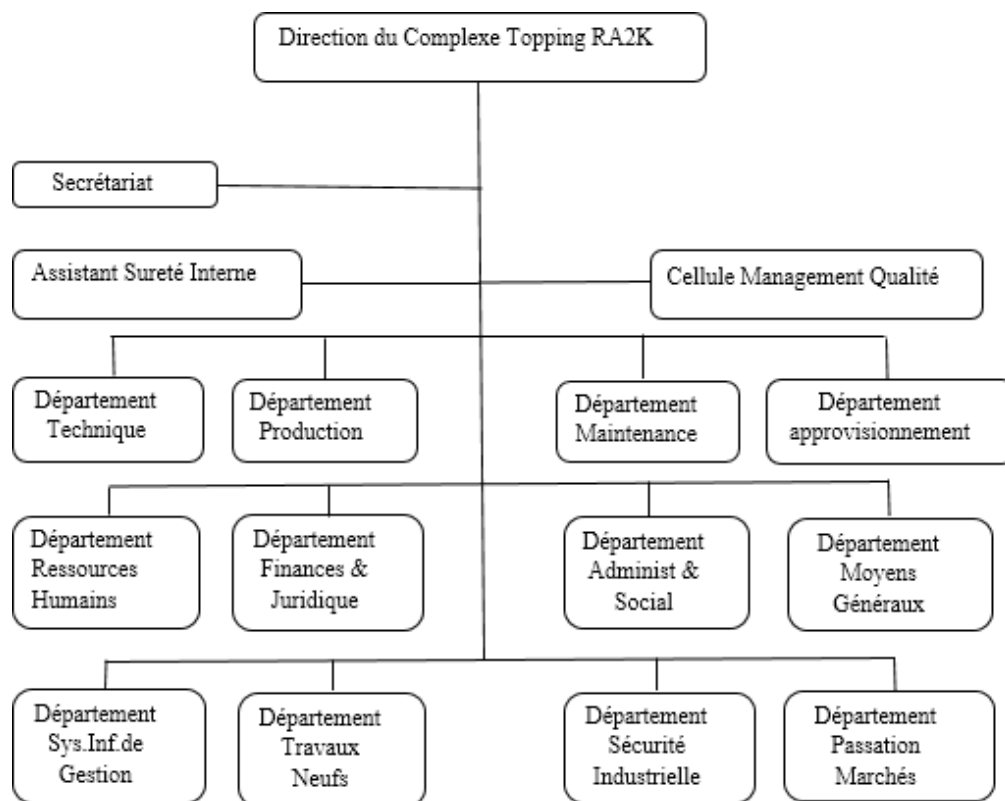 Direction du Complexe Topping RA2K
Secrétariat
Assistant Sureté Interne
Cellule Management Qualité
Département
Technique
Département
Production
Département
Maintenance
Département
approvisionnement
Département
Ressources
Humains
Département
Finances &
Juridique
Département
Administ &
Social
Département
Moyens
Généraux
Département
Sys.Inf.de
Gestion
Département
Travaux
Neufs
Département
Sécurité
Industrielle
Département
Passation
Marchés